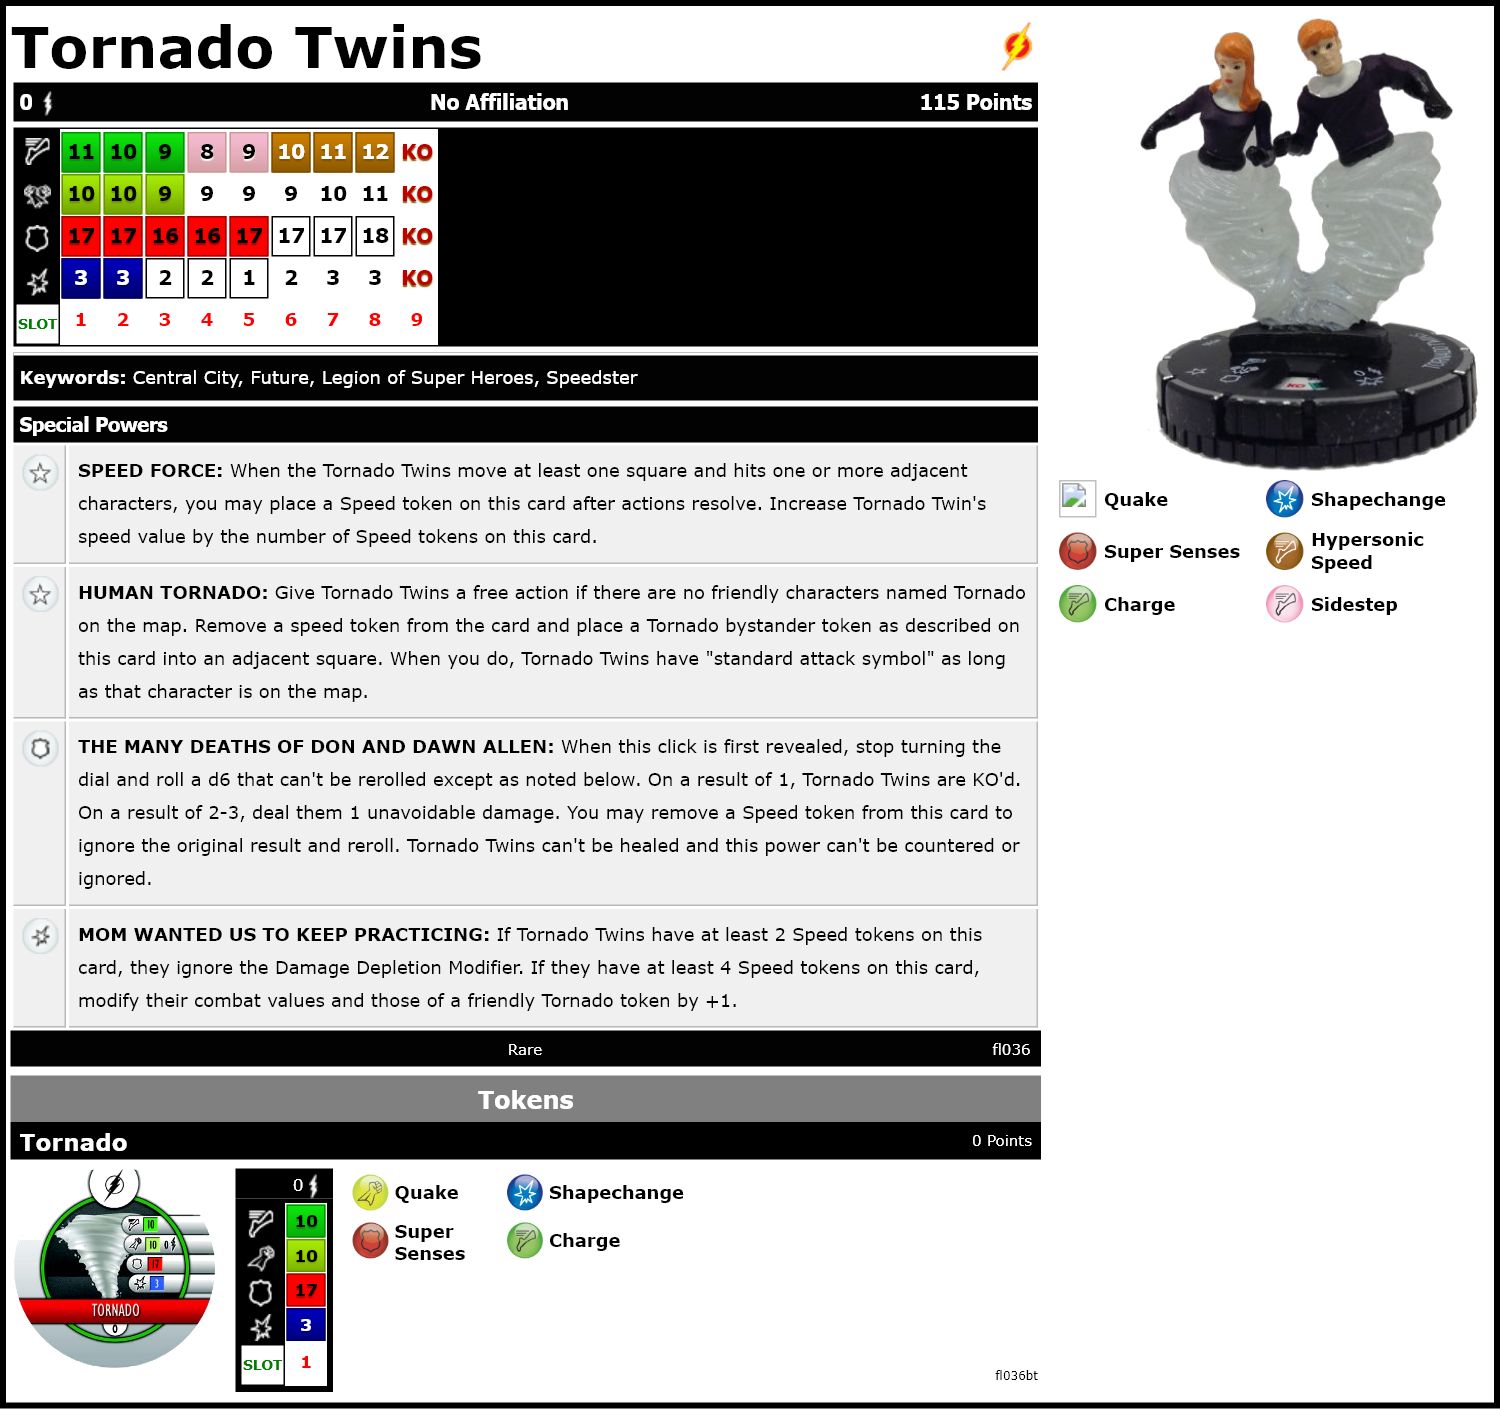 Tornado Twins
0 No Affiliation 115 Points
11 10 9 8 9 10 11 12 KO
10 10 9 9 9 9 10 11 KO
17 17 16 16 17 17 17 18 KO
3 3 2 2 1 2 3 3 KO
SLOT 1 2 3 4 5 6 7 8 9
Keywords: Central City, Future, Legion of Super Heroes, Speedster
Special Powers
SPEED FORCE: When the Tornado Twins move at least one square and hits one or more adjacent
characters, you may place a Speed token on this card after actions resolve. Increase Tornado Twin's
speed value by the number of Speed tokens on this card.
HUMAN TORNADO: Give Tornado Twins a free action if there are no friendly characters named Tornado
on the map. Remove a speed token from the card and place a Tornado bystander token as described on
this card into an adjacent square. When you do, Tornado Twins have "standard attack symbol" as long
as that character is on the map.
THE MANY DEATHS OF DON AND DAWN ALLEN: When this click is first revealed, stop turning the
dial and roll a d6 that can't be rerolled except as noted below. On a result of 1, Tornado Twins are KO'd.
On a result of 2-3, deal them 1 unavoidable damage. You may remove a Speed token from this card to
ignore the original result and reroll. Tornado Twins can't be healed and this power can't be countered or
ignored.
MOM WANTED US TO KEEP PRACTICING: If Tornado Twins have at least 2 Speed tokens on this
card, they ignore the Damage Depletion Modifier. If they have at least 4 Speed tokens on this card,
modify their combat values and those of a friendly Tornado token by +1.
Rare fl036
Quake Shapechange
Super Senses Hypersonic
Speed
Charge Sidestep
Tokens
Tornado 0 Points
10
10 0
17
3
TORNADO
0
0
10
10
17
3
SLOT 1
Quake Shapechange
Super
Senses Charge
fl036bt